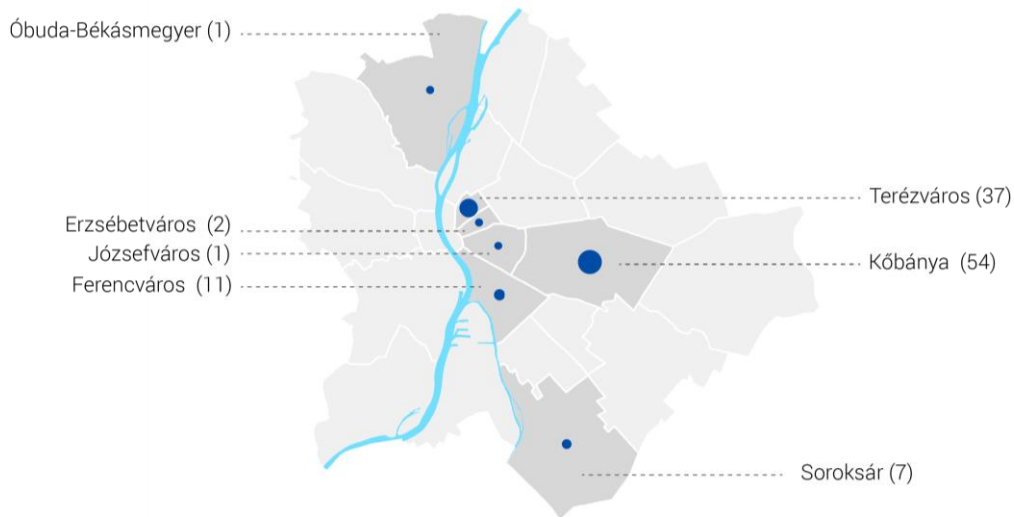 Óbuda-Békásmegyer (1)
Terézváros (37)
Erzsébetváros (2)
Józsefváros (1)
Kőbánya (54)
Ferencváros (11)
Soroksár (7)